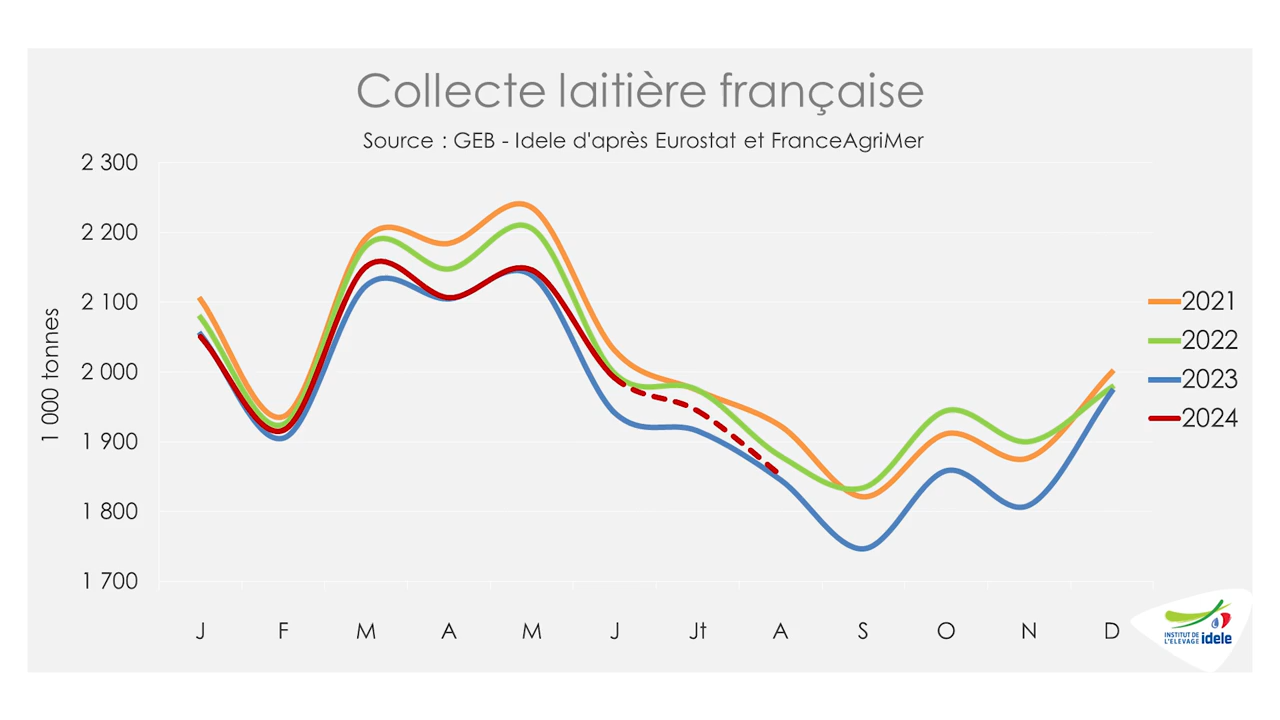 Collecte laitière française
Source : GEB - Idele d'après Eurostat et FranceAgriMer
1 000 tonnes
2 300
2 200
2 100
2 000
1 900
1 800
1 700
J F M A M J Jt A S O N D
2021
2022
2023
2024
INSTITUT DE
L'ELEVAGE idele